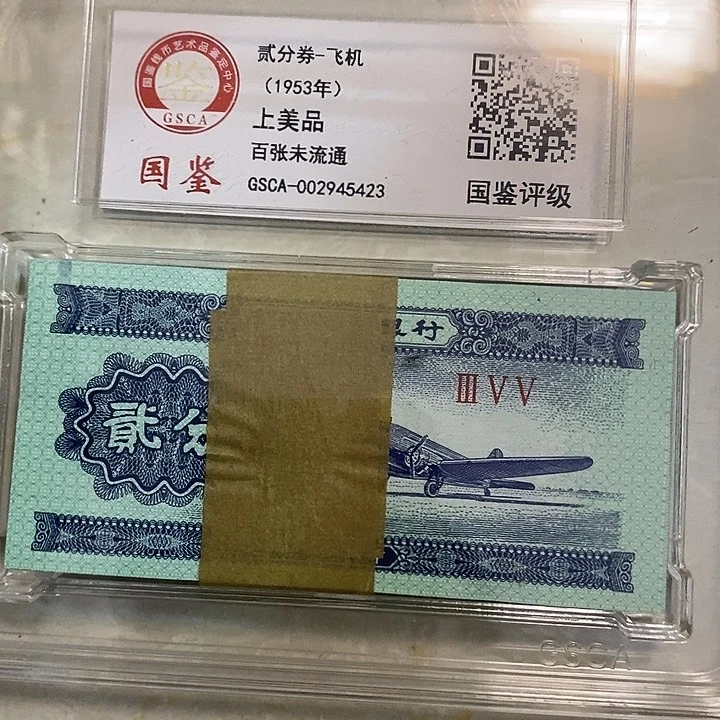 国鉴钱币艺术品鉴定中心
鉴
GSCA
国鉴
贰分券-飞机
(1953年)
上美品
百张未流通
GSCA-002945423
国鉴评级
银行
ⅢⅤⅤ
贰分
GSCA